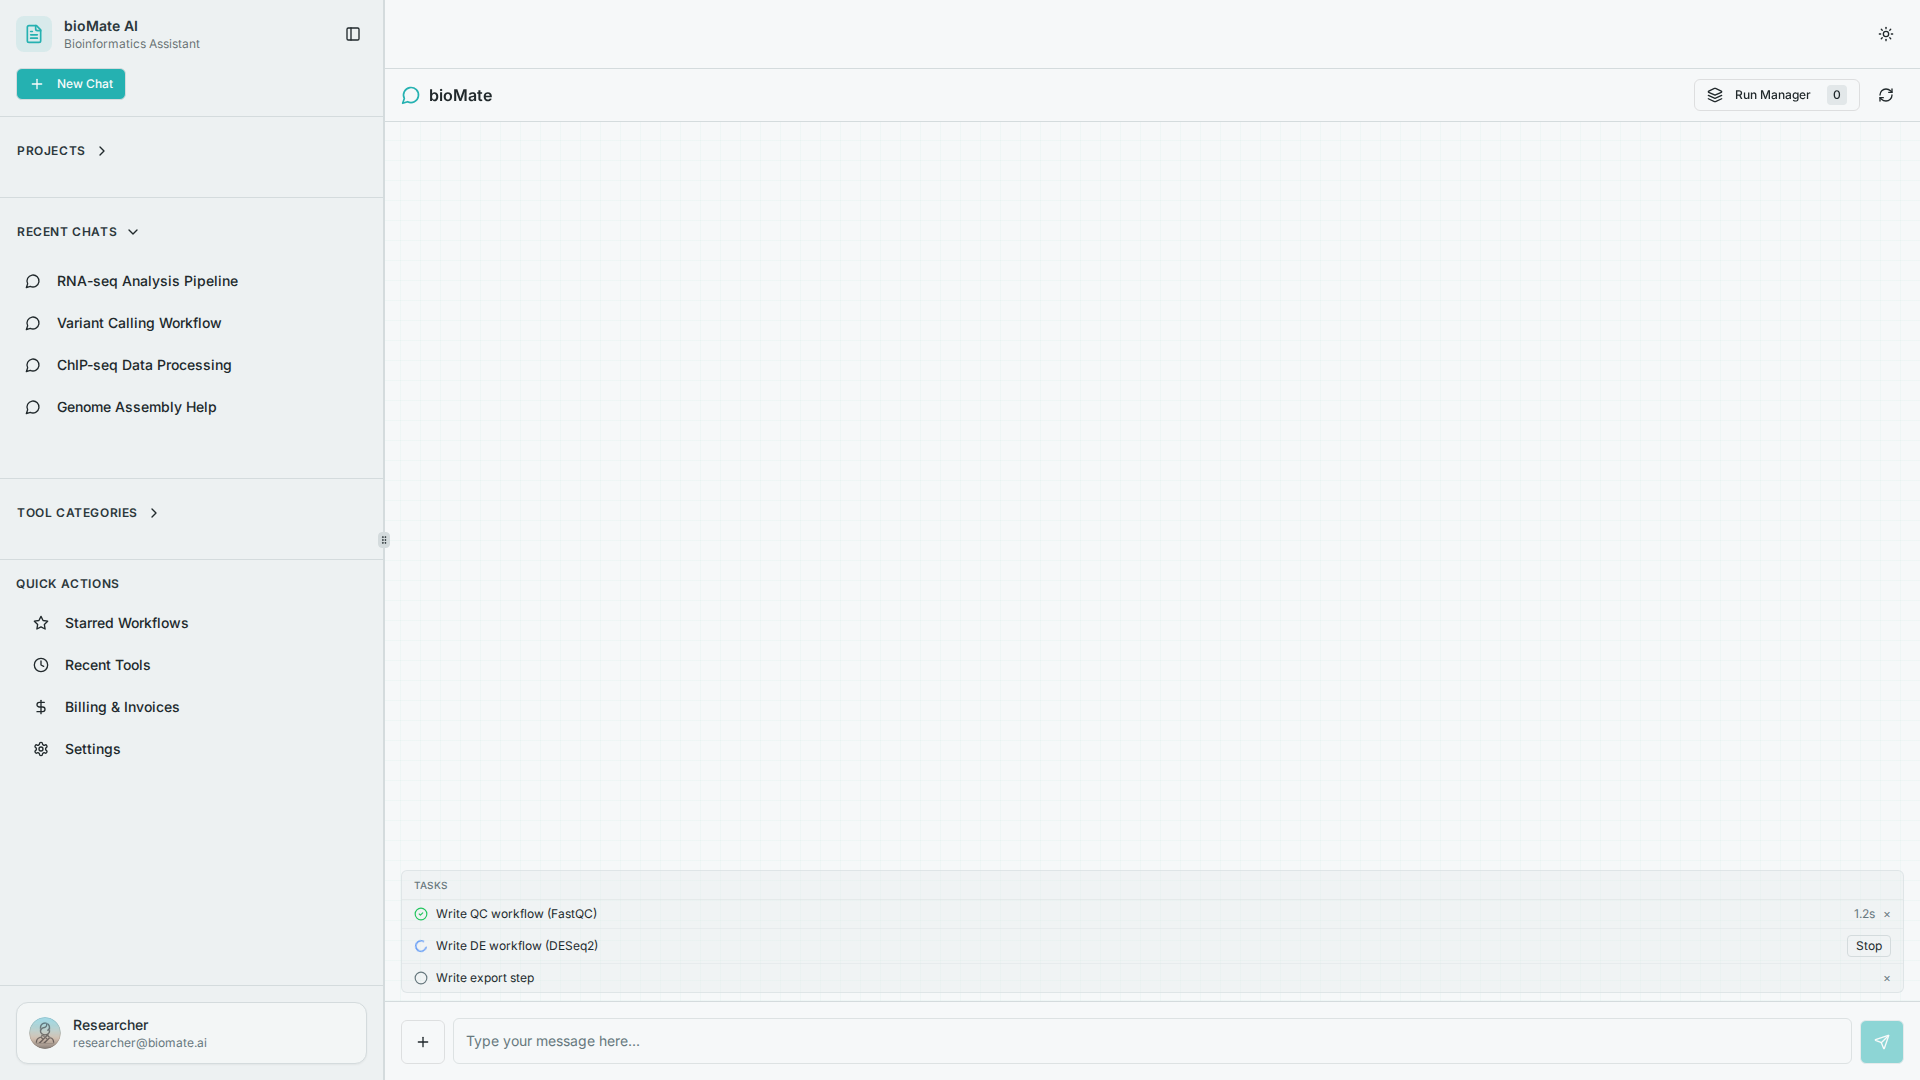 bioMate AI
Bioinformatics Assistant
New Chat
PROJECTS
RECENT CHATS
RNA-seq Analysis Pipeline
Variant Calling Workflow
ChIP-seq Data Processing
Genome Assembly Help
TOOL CATEGORIES
QUICK ACTIONS
Starred Workflows
Recent Tools
Billing & Invoices
Settings
Researcher
researcher@biomate.ai
bioMate
Run Manager 0
TASKS
Write QC workflow (FastQC) 1.2s ×
Write DE workflow (DESeq2) Stop
Write export step ×
Type your message here...